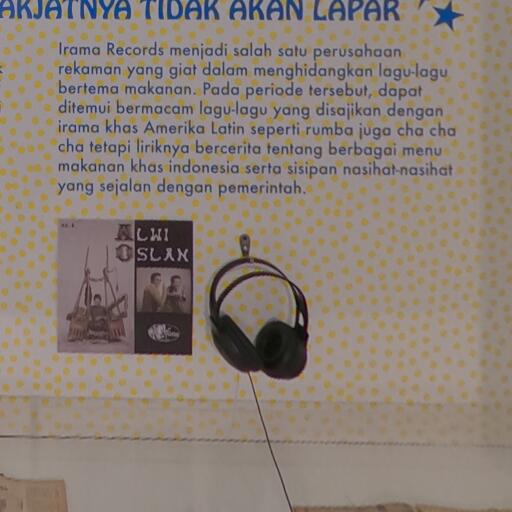 AKJATNYA TIDAK AKAN LAPAR
Irama Records menjadi salah satu perusahaan
rekaman yang giat dalam menghidangkan lagu-lagu
bertema makanan. Pada periode tersebut, dapat
ditemui bermacam lagu-lagu yang disajikan dengan
irama khas Amerika Latin seperti rumba juga cha cha
cha tetapi liriknya bercerita tentang berbagai menu
makanan khas indonesia serta sisipan nasihat-nasihat
yang sejalan dengan pemerintah.
ALWI
OSLAN